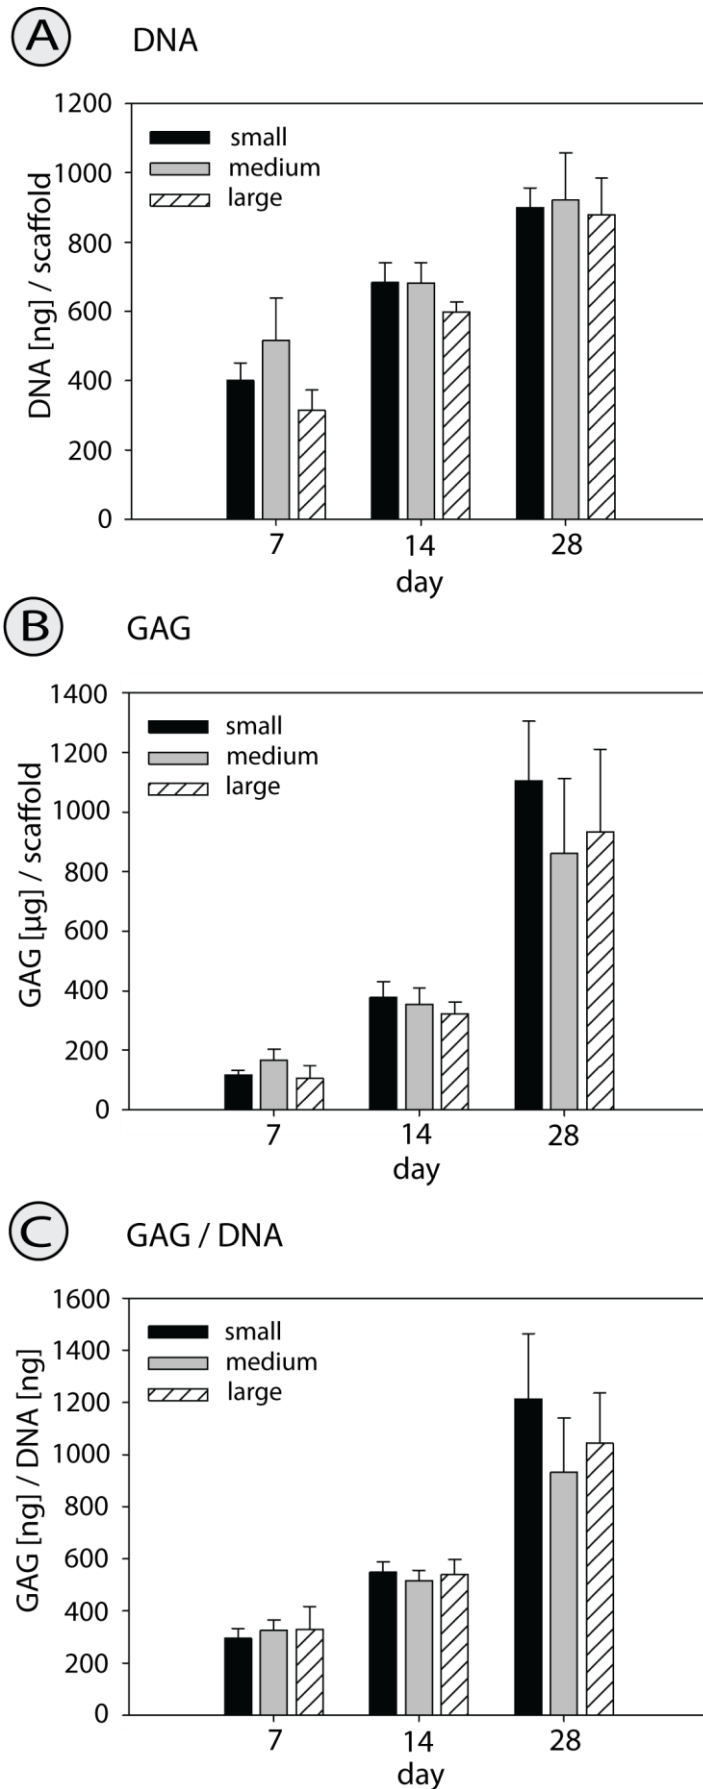 A DNA
1200
1000
800
600
400
200
0
DNA [ng] / scaffold
small
medium
large
7 14 28
day
B GAG
1400
1200
1000
800
600
400
200
0
GAG [µg] / scaffold
small
medium
large
7 14 28
day
C GAG / DNA
1600
1400
1200
1000
800
600
400
200
0
GAG [ng] / DNA [ng]
small
medium
large
7 14 28
day